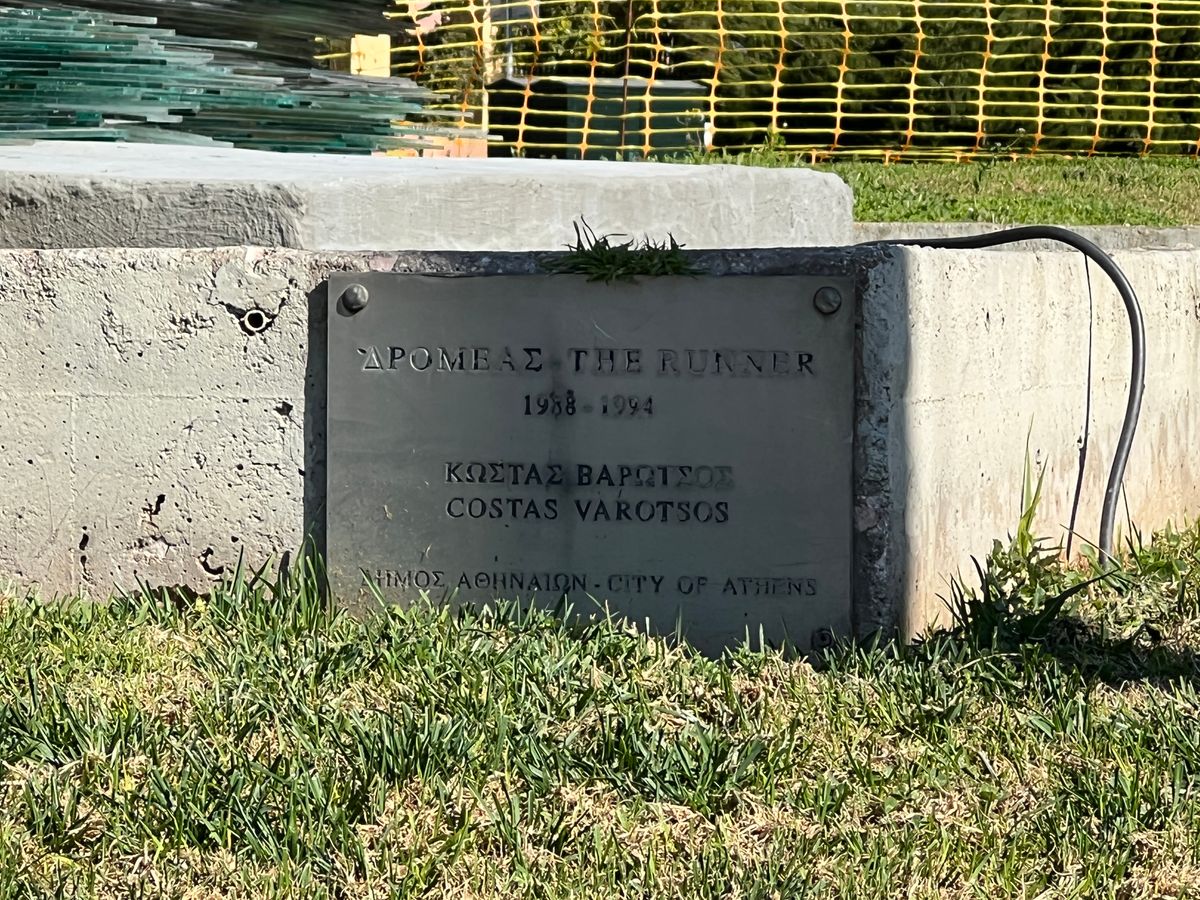 ΔΡΟΜΕΑΣ - THE RUNNER
1988 - 1994
ΚΩΣΤΑΣ ΒΑΡΩΤΣΟΣ
COSTAS VAROTSOS
ΔΗΜΟΣ ΑΘΗΝΑΙΩΝ - CITY OF ATHENS